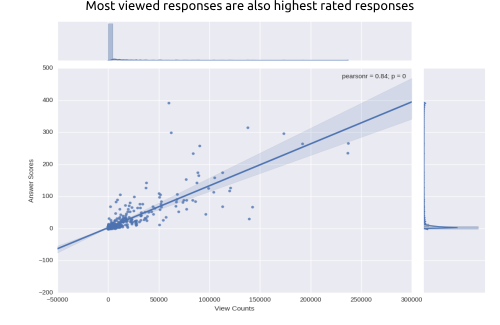 Most viewed responses are also highest rated responses
pearsonr = 0.84; p = 0
500
400
300
200
100
0
−100
−200
Answer Scores
−50000 0 50000 100000 150000 200000 250000 300000
View Counts